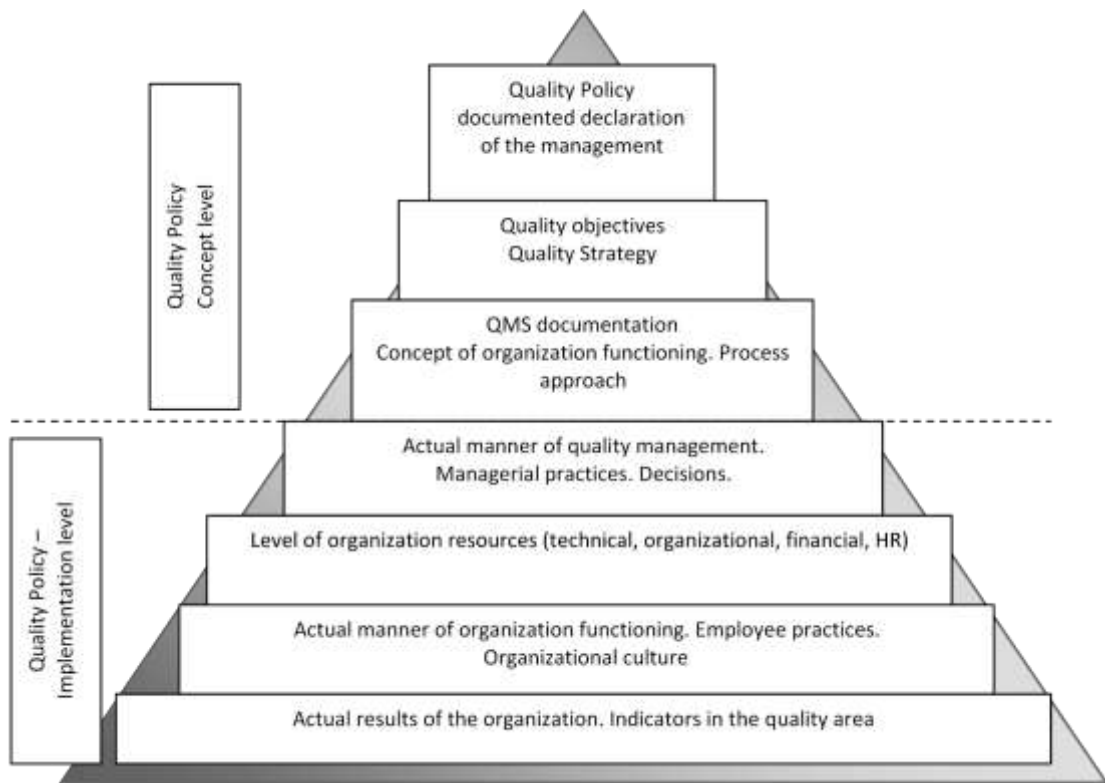 Quality Policy
Concept level
Quality Policy
documented declaration
of the management
Quality objectives
Quality Strategy
QMS documentation
Concept of organization functioning. Process
approach
Quality Policy –
Implementation level
Actual manner of quality management.
Managerial practices. Decisions.
Level of organization resources (technical, organizational, financial, HR)
Actual manner of organization functioning. Employee practices.
Organizational culture
Actual results of the organization. Indicators in the quality area